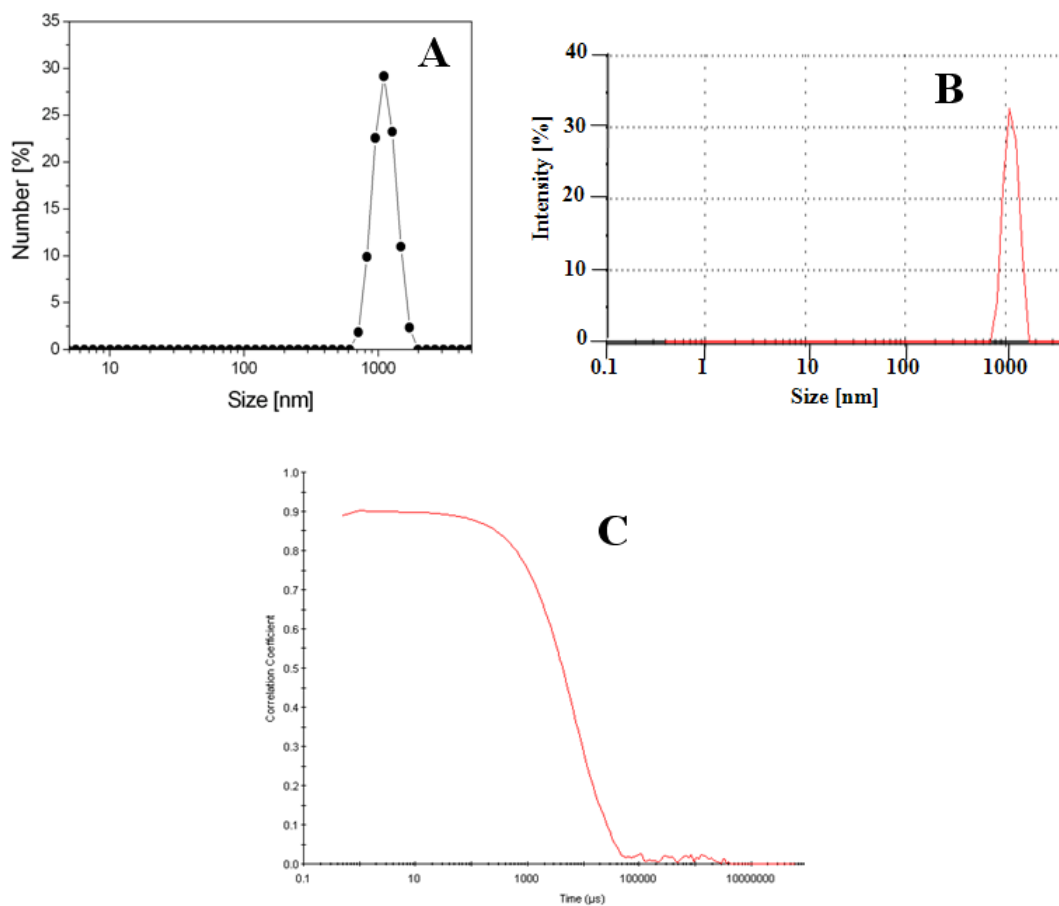 A
35
30
25
20
15
10
5
0
Number [%]
10 100 1000
Size [nm]
B
40
30
20
10
0
Intensity [%]
0.1 1 10 100 1000
Size [nm]
C
1.0
0.9
0.8
0.7
0.6
0.5
0.4
0.3
0.2
0.1
0.0
Correlation Coefficient
0.1 10 1000 100000 10000000
Time (µs)